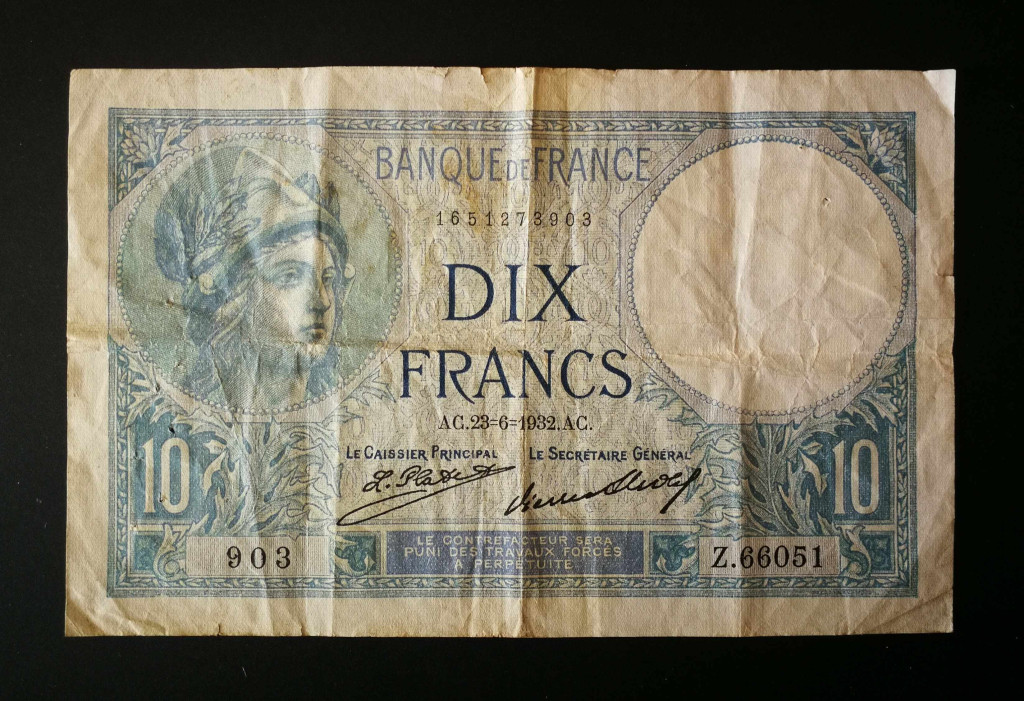 BANQUE DE FRANCE
1651273903
DIX
FRANCS
AC.23=6=1932.AC.
LE CAISSIER PRINCIPAL LE SECRÉTAIRE GÉNÉRAL
10 10
903 LE CONTREFACTEUR SERA Z.66051
PUNI DES TRAVAUX FORCÉS
À PERPÉTUITÉ